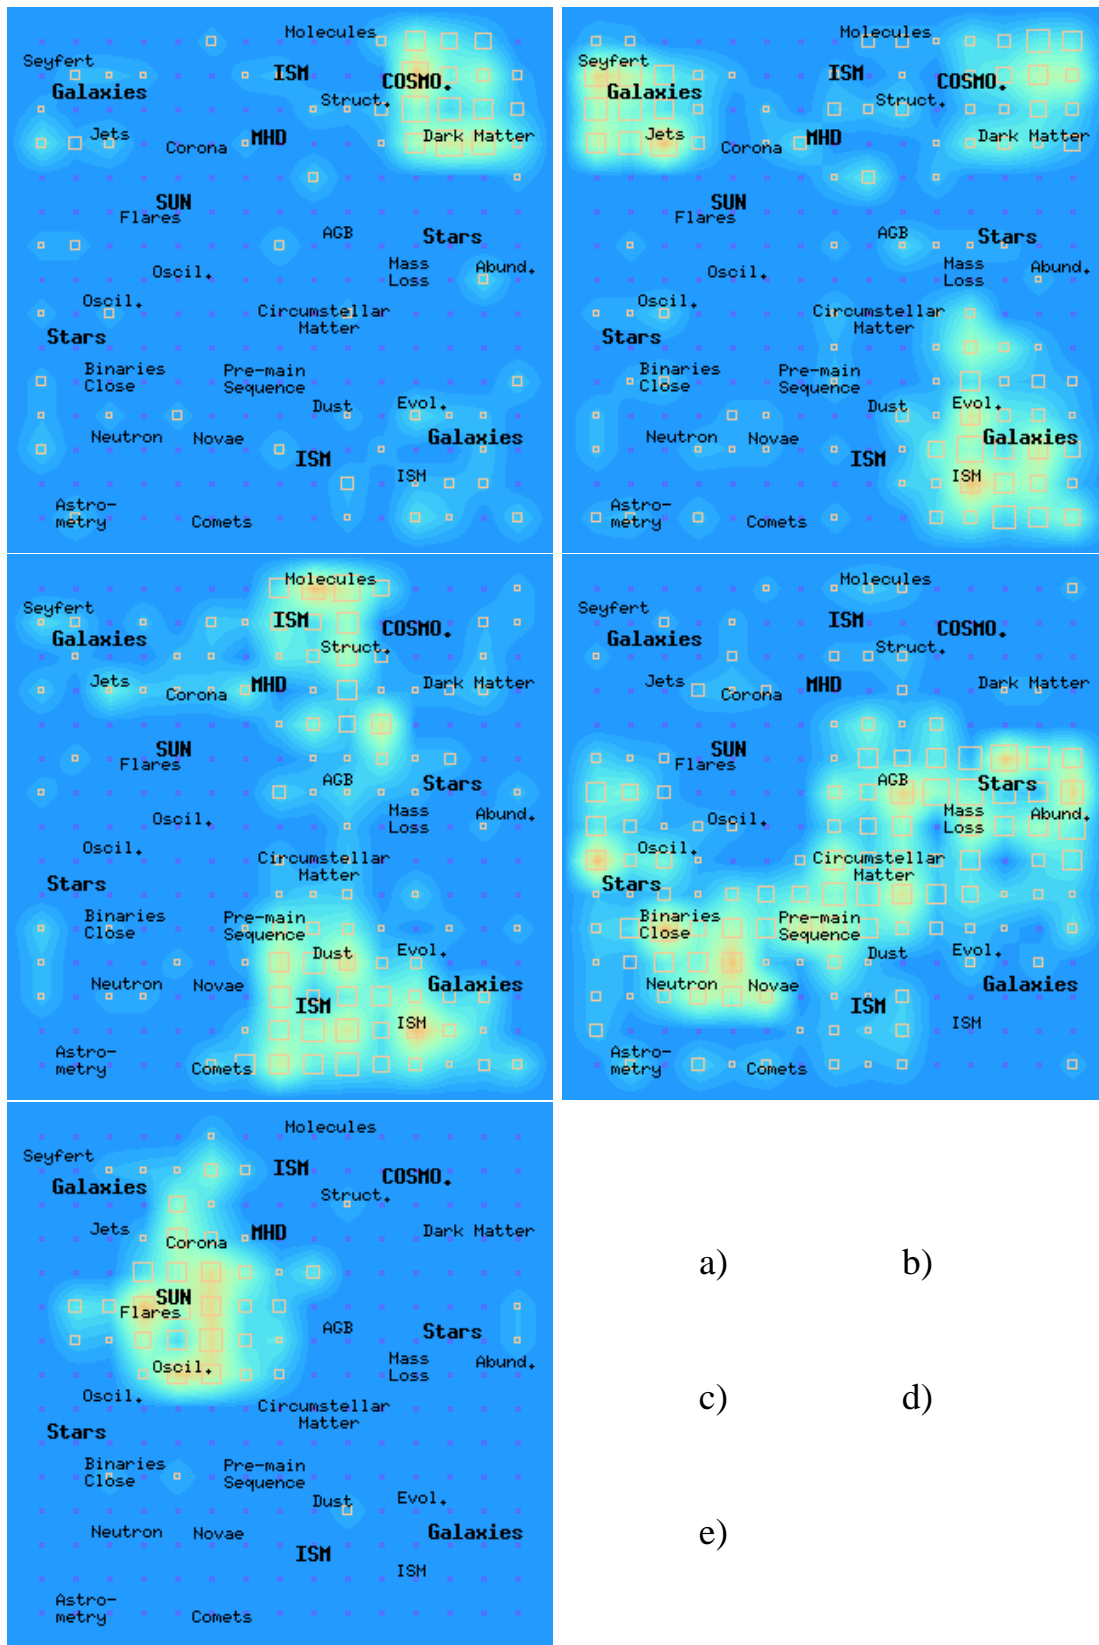 Molecules
Seyfert
ISM
COSMO.
Galaxies
Struct.
Jets
MHD
Dark Matter
Corona
SUN
Flares
AGB
Stars
Mass
Loss
Abund.
Oscil.
Oscil.
Circumstellar
Matter
Stars
Binaries
Close
Pre-main
Sequence
Dust
Evol.
Neutron
Novae
Galaxies
ISM
ISM
Astro-
metry
Comets
Molecules
Seyfert
ISM
COSMO.
Galaxies
Struct.
Jets
MHD
Dark Matter
Corona
SUN
Flares
AGB
Stars
Mass
Loss
Abund.
Oscil.
Oscil.
Circumstellar
Matter
Stars
Binaries
Close
Pre-main
Sequence
Dust
Evol.
Neutron
Novae
Galaxies
ISM
ISM
Astro-
metry
Comets
Molecules
Seyfert
ISM
COSMO.
Galaxies
Struct.
Jets
MHD
Dark Matter
Corona
SUN
Flares
AGB
Stars
Mass
Loss
Abund.
Oscil.
Oscil.
Circumstellar
Matter
Stars
Binaries
Close
Pre-main
Sequence
Dust
Evol.
Neutron
Novae
Galaxies
ISM
ISM
Astro-
metry
Comets
Molecules
Seyfert
ISM
COSMO.
Galaxies
Struct.
Jets
MHD
Dark Matter
Corona
SUN
Flares
AGB
Stars
Mass
Loss
Abund.
Oscil.
Oscil.
Circumstellar
Matter
Stars
Binaries
Close
Pre-main
Sequence
Dust
Evol.
Neutron
Novae
Galaxies
ISM
ISM
Astro-
metry
Comets
Molecules
Seyfert
ISM
COSMO.
Galaxies
Struct.
Jets
MHD
Dark Matter
Corona
SUN
Flares
AGB
Stars
Mass
Loss
Abund.
Oscil.
Oscil.
Circumstellar
Matter
Stars
Binaries
Close
Pre-main
Sequence
Dust
Evol.
Neutron
Novae
Galaxies
ISM
ISM
Astro-
metry
Comets
a) b)
c) d)
e)